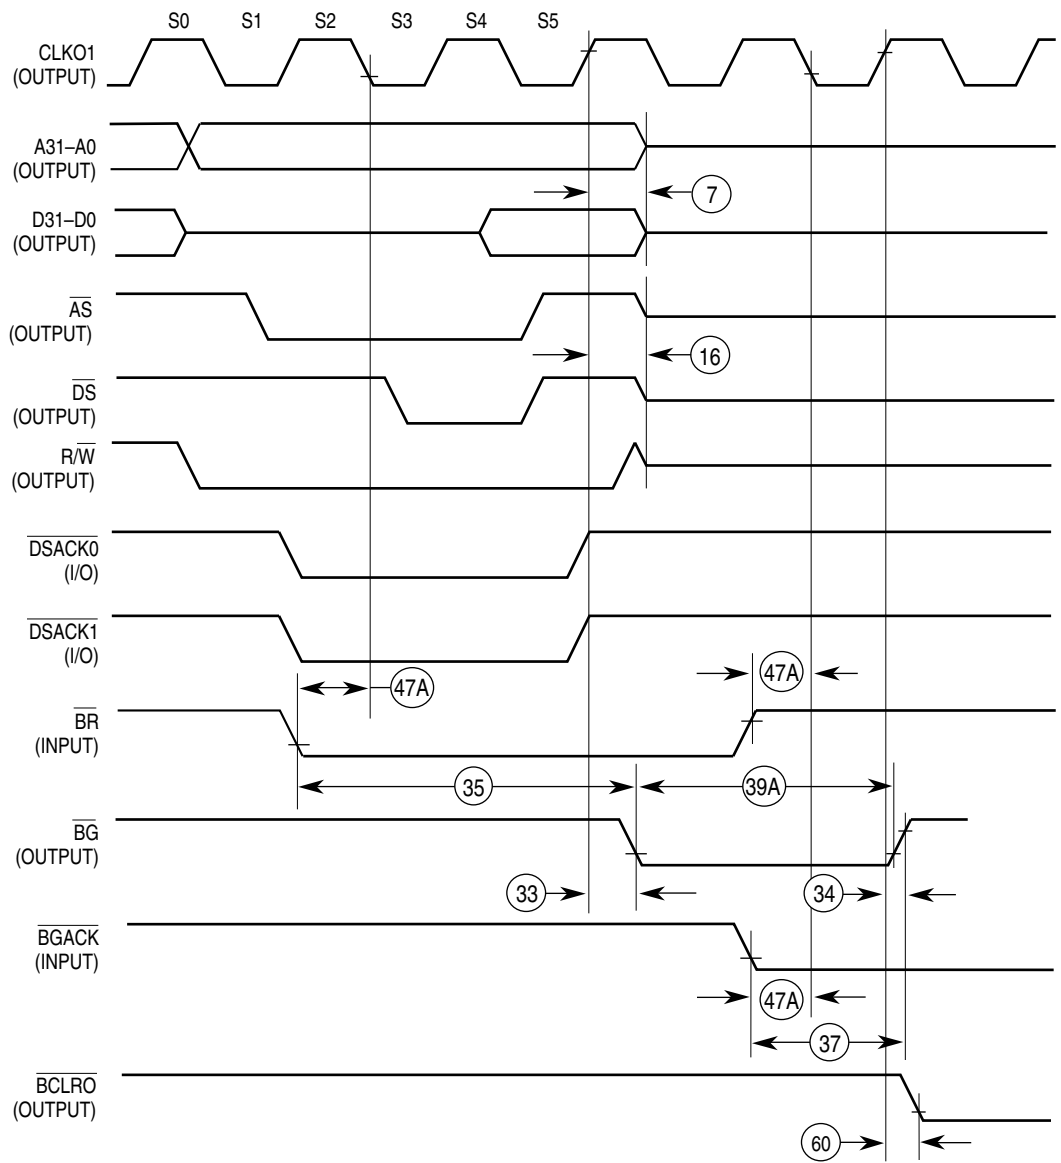 S0 S1 S2 S3 S4 S5
CLKO1
(OUTPUT)
A31–A0
(OUTPUT)
7
D31–D0
(OUTPUT)
AS
(OUTPUT)
16
DS
(OUTPUT)
R/W
(OUTPUT)
DSACK0
(I/O)
DSACK1
(I/O)
47A 47A
BR
(INPUT)
35 39A
BG
(OUTPUT)
33 34
BGACK
(INPUT)
47A
37
BCLRO
(OUTPUT)
60